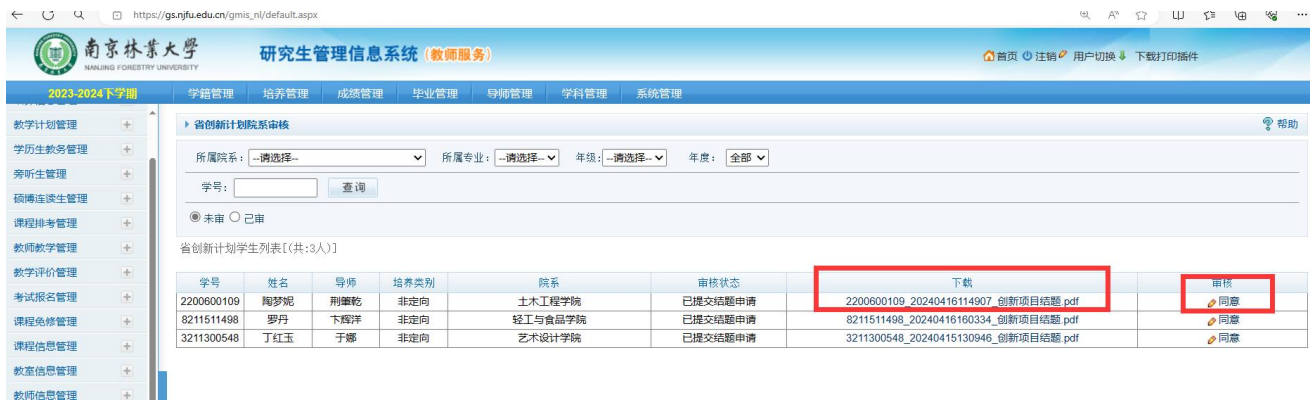 https://gs.njfu.edu.cn/gmis_nl/default.aspx
南京林業大學
NANJING FORESTRY UNIVERSITY
研究生管理信息系统（教师服务）
首页 注销 用户切换 下载打印插件
2023-2024下学期 学籍管理 培养管理 成绩管理 毕业管理 导师管理 学科管理 系统管理
教学计划管理
学历生教务管理
旁听生管理
硕博连读生管理
课程排考管理
教师教学管理
教学评价管理
考试报名管理
课程免修管理
课程信息管理
教室信息管理
教师信息管理
省创新计划院系审核 帮助
所属院系：--请选择-- 所属专业：--请选择-- 年级：--请选择-- 年度：全部
学号： 查询
未审 已审
省创新计划学生列表[(共:3人)]
学号 姓名 导师 培养类别 院系 审核状态 下载 审核
2200600109 陶梦妮 荆肇乾 非定向 土木工程学院 已提交结题申请 2200600109_20240416114907_创新项目结题.pdf 同意
8211511498 罗丹 卞辉洋 非定向 轻工与食品学院 已提交结题申请 8211511498_20240416160334_创新项目结题.pdf 同意
3211300548 丁红玉 于娜 非定向 艺术设计学院 已提交结题申请 3211300548_20240415130946_创新项目结题.pdf 同意